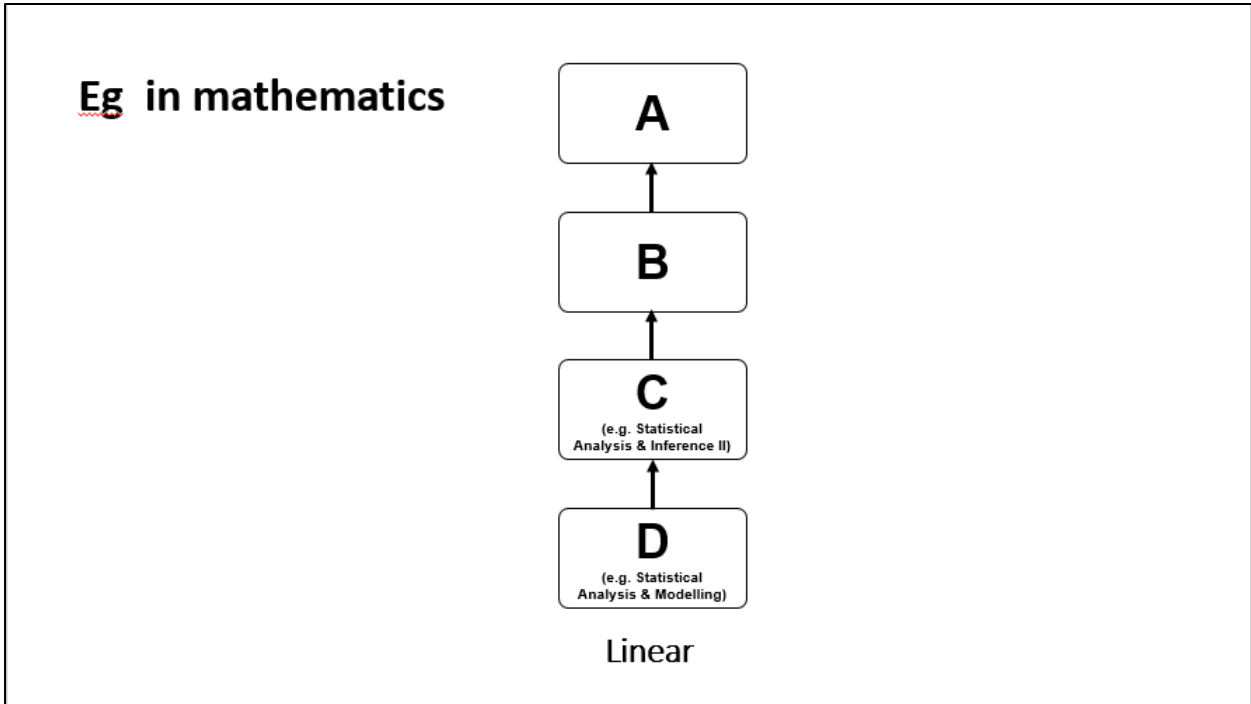 Eg in mathematics
A
B
C
(e.g. Statistical
Analysis & Inference II)
D
(e.g. Statistical
Analysis & Modelling)
Linear